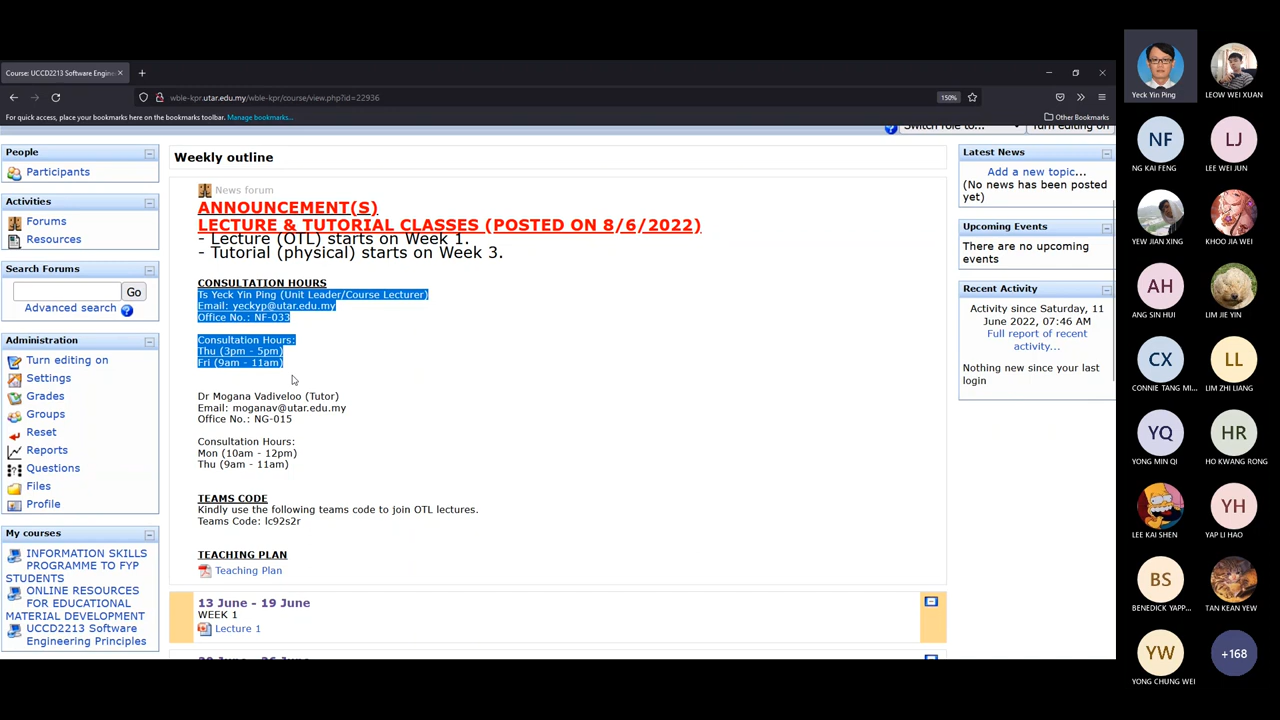 Course: UCCD2213 Software Engine
wble-kpr.utar.edu.my/wble-kpr/course/view.php?id=22936
150%
For quick access, place your bookmarks here on the bookmarks toolbar. Manage bookmarks...
Other Bookmarks
Switch role to...
Turn editing on
People
Participants
Activities
Forums
Resources
Search Forums
Go
Advanced search
Administration
Turn editing on
Settings
Grades
Groups
Reset
Reports
Questions
Files
Profile
My courses
INFORMATION SKILLS
PROGRAMME TO FYP
STUDENTS
ONLINE RESOURCES
FOR EDUCATIONAL
MATERIAL DEVELOPMENT
UCCD2213 Software
Engineering Principles
Weekly outline
News forum
ANNOUNCEMENT(S)
LECTURE & TUTORIAL CLASSES (POSTED ON 8/6/2022)
- Lecture (OTL) starts on Week 1.
- Tutorial (physical) starts on Week 3.
CONSULTATION HOURS
Ts Yeck Yin Ping (Unit Leader/Course Lecturer)
Email: yeckyp@utar.edu.my
Office No.: NF-033
Consultation Hours:
Thu (3pm - 5pm)
Fri (9am - 11am)
Dr Mogana Vadiveloo (Tutor)
Email: moganav@utar.edu.my
Office No.: NG-015
Consultation Hours:
Mon (10am - 12pm)
Thu (9am - 11am)
TEAMS CODE
Kindly use the following teams code to join OTL lectures.
Teams Code: lc92s2r
TEACHING PLAN
Teaching Plan
13 June - 19 June
WEEK 1
Lecture 1
Latest News
Add a new topic...
(No news has been posted
yet)
Upcoming Events
There are no upcoming
events
Recent Activity
Activity since Saturday, 11
June 2022, 07:46 AM
Full report of recent
activity...
Nothing new since your last
login
Yeck Yin Ping
LEOW WEI XUAN
NF
NG KAI FENG
LJ
LEE WEI JUN
YEW JIAN XING
KHOO JIA WEI
AH
ANG SIN HUI
LIM JIE YIN
CX
CONNIE TANG MI...
LL
LIM ZHI LIANG
YQ
YONG MIN QI
HR
HO KWANG RONG
LEE KAI SHEN
YH
YAP LI HAO
BS
BENEDICK YAPP...
TAN KEAN YEW
YW
YONG CHUNG WEI
+168